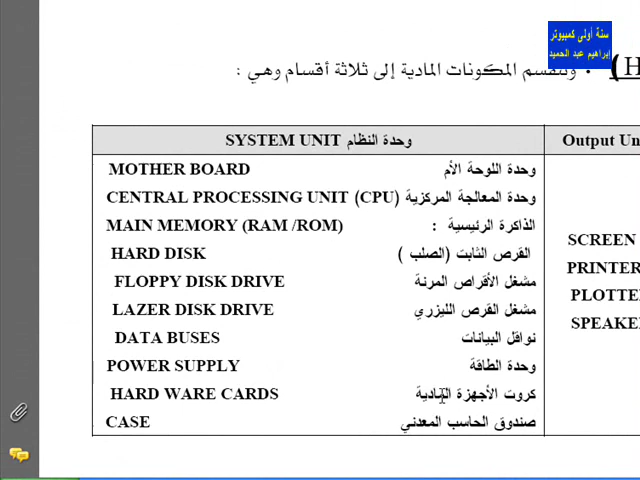 سنة أولى كمبيوتر
إبراهيم عبد الحميد
(H
• وتنقسم المكونات المادية إلى ثلاثة أقسام وهي :
وحدة النظام SYSTEM UNIT
Output Un
وحدة اللوحة الأم MOTHER BOARD
وحدة المعالجة المركزية CENTRAL PROCESSING UNIT (CPU)
الذاكرة الرئيسية : MAIN MEMORY (RAM /ROM)
القرص الثابت (الصلب ) HARD DISK
مشغل الأقراص المرنة FLOPPY DISK DRIVE
مشغل القرص الليزري LAZER DISK DRIVE
نواقل البيانات DATA BUSES
وحدة الطاقة POWER SUPPLY
كروت الأجهزة المادية HARD WARE CARDS
صندوق الحاسب المعدني CASE
SCREEN
PRINTER
PLOTTE
SPEAKE